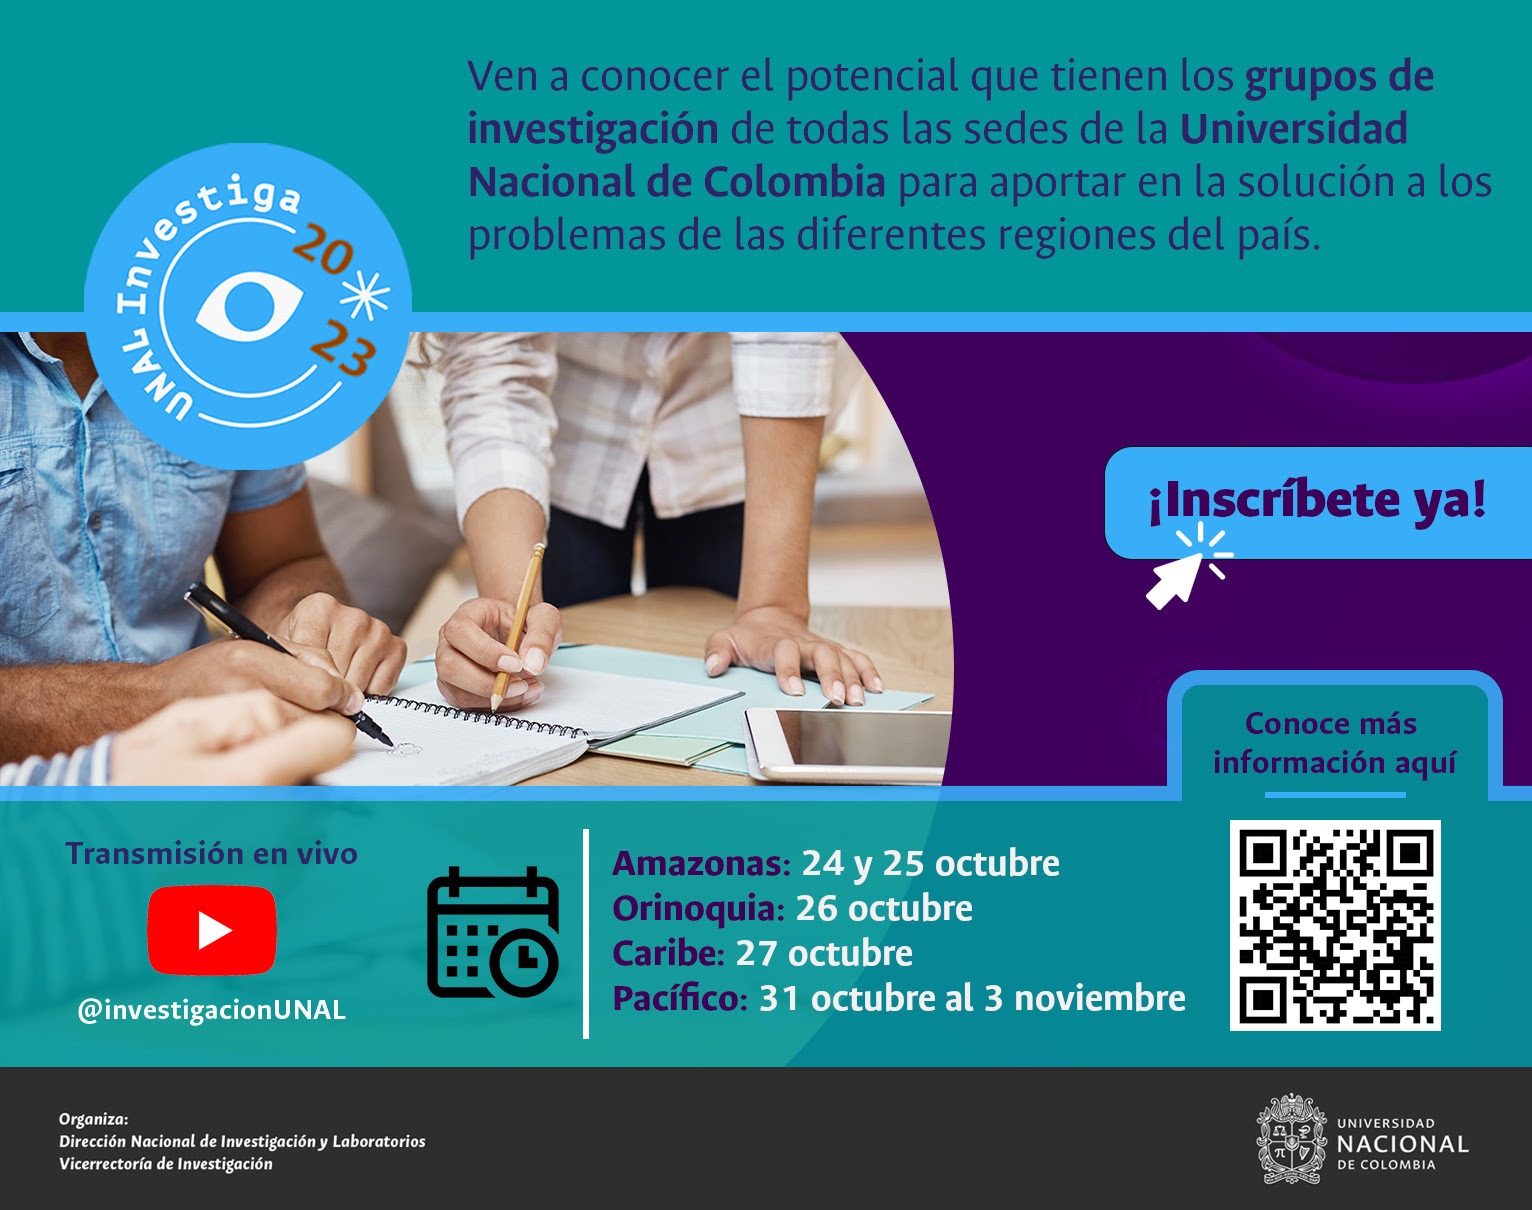 Ven a conocer el potencial que tienen los grupos de
investigación de todas las sedes de la Universidad
Nacional de Colombia para aportar en la solución a los
problemas de las diferentes regiones del país.
UNAL Investiga
20
23
¡Inscríbete ya!
Conoce más
información aquí
Transmisión en vivo
@investigacionUNAL
Amazonas: 24 y 25 octubre
Orinoquia: 26 octubre
Caribe: 27 octubre
Pacífico: 31 octubre al 3 noviembre
Organiza:
Dirección Nacional de Investigación y Laboratorios
Vicerrectoría de Investigación
UNIVERSIDAD
NACIONAL
DE COLOMBIA